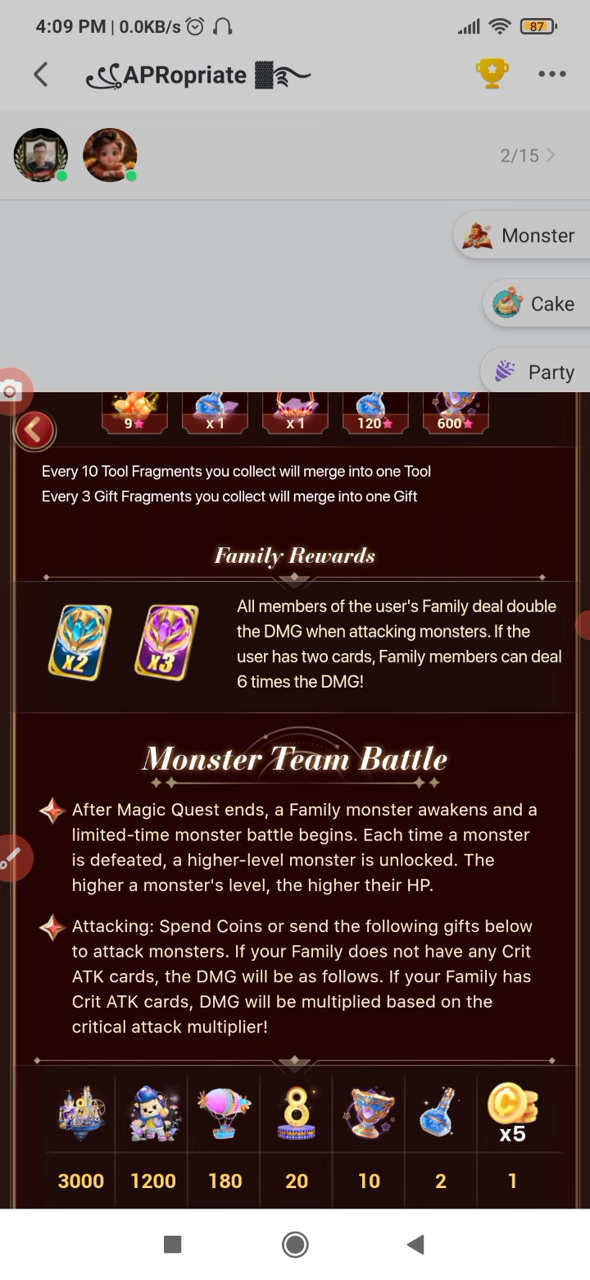 4:09 PM | 0.0KB/s
87
APRopriate
2/15
Monster
Cake
Party
9 x 1 x 1 120 600
Every 10 Tool Fragments you collect will merge into one Tool
Every 3 Gift Fragments you collect will merge into one Gift
Family Rewards
x2 x3
All members of the user's Family deal double
the DMG when attacking monsters. If the
user has two cards, Family members can deal
6 times the DMG!
Monster Team Battle
After Magic Quest ends, a Family monster awakens and a
limited-time monster battle begins. Each time a monster
is defeated, a higher-level monster is unlocked. The
higher a monster's level, the higher their HP.
Attacking: Spend Coins or send the following gifts below
to attack monsters. If your Family does not have any Crit
ATK cards, the DMG will be as follows. If your Family has
Crit ATK cards, DMG will be multiplied based on the
critical attack multiplier!
8 C
x5
3000 1200 180 20 10 2 1